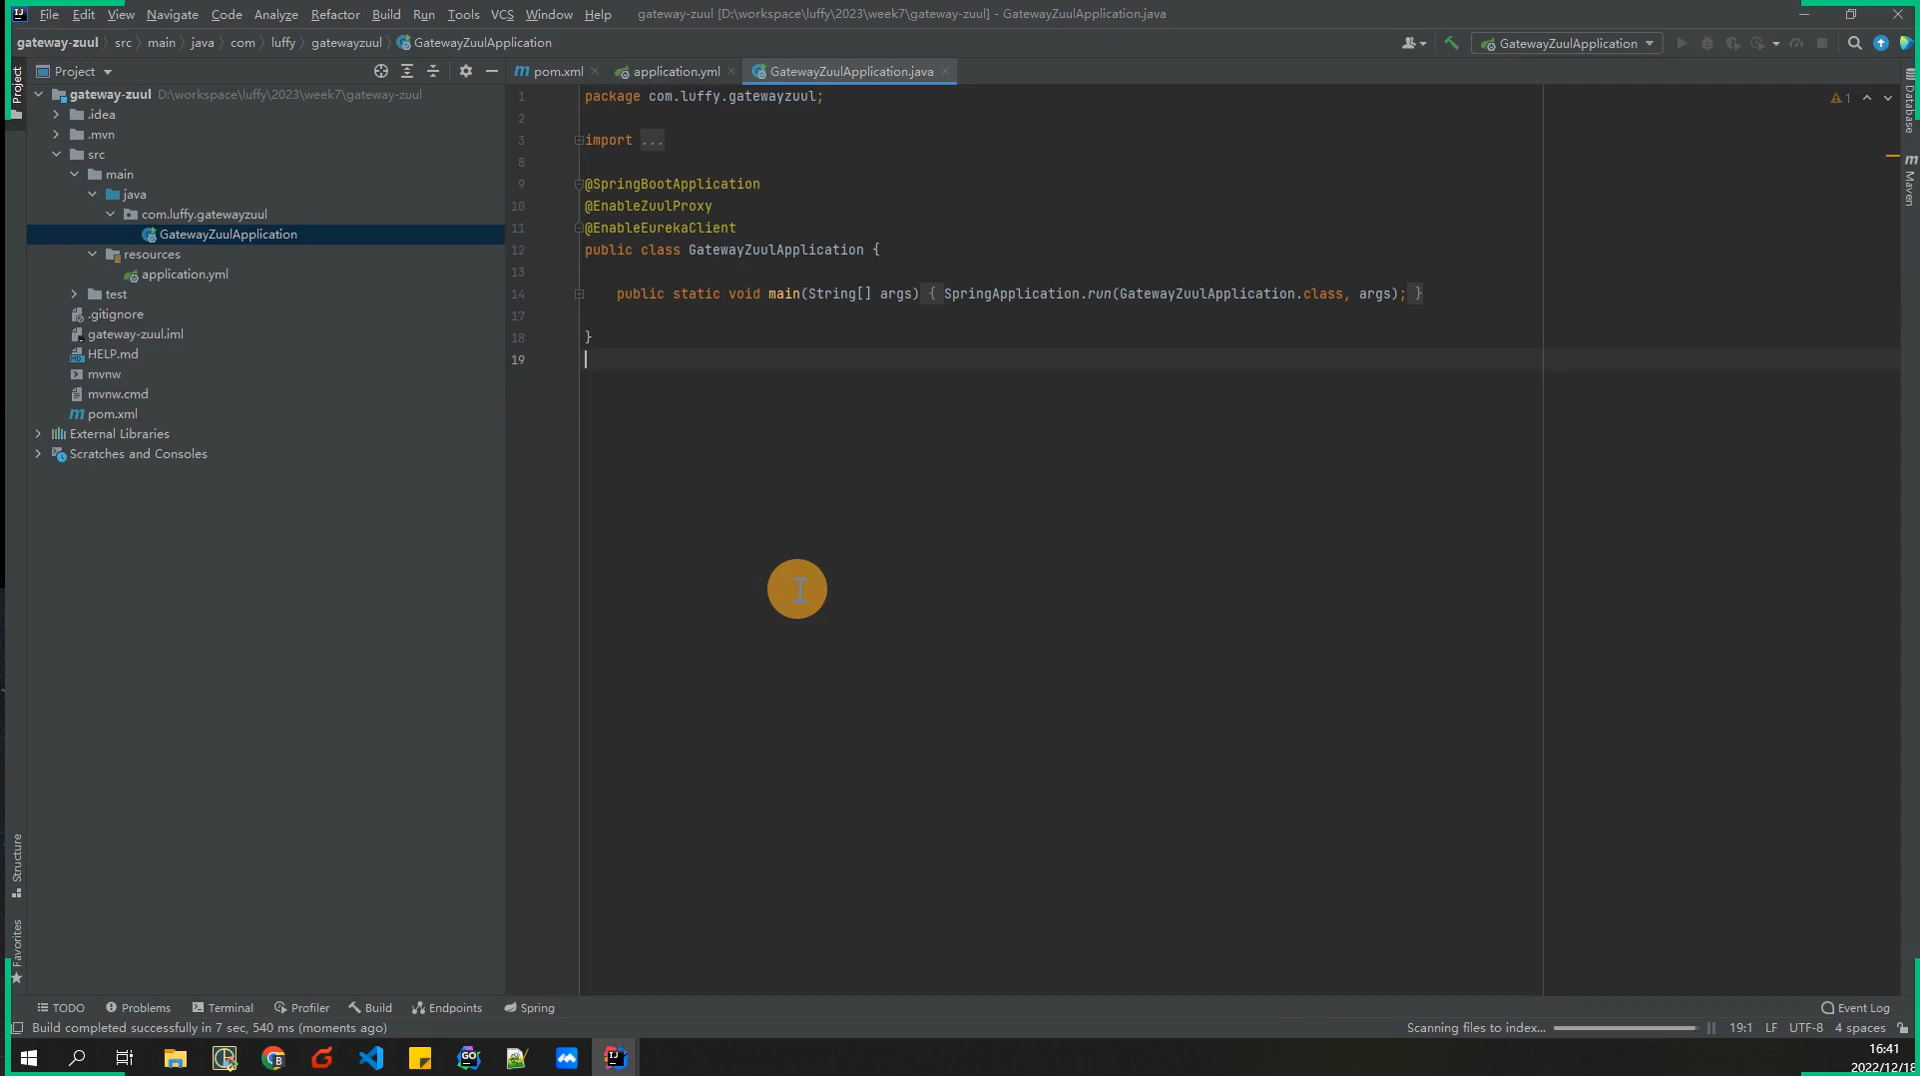 File Edit View Navigate Code Analyze Refactor Build Run Tools VCS Window Help gateway-zuul [D:\workspace\luffy\2023\week7\gateway-zuul] - GatewayZuulApplication.java
gateway-zuul src main java com luffy gatewayzuul GatewayZuulApplication GatewayZuulApplication
Project
pom.xml application.yml GatewayZuulApplication.java
gateway-zuul D:\workspace\luffy\2023\week7\gateway-zuul
.idea
.mvn
src
main
java
com.luffy.gatewayzuul
GatewayZuulApplication
resources
application.yml
test
.gitignore
gateway-zuul.iml
HELP.md
mvnw
mvnw.cmd
pom.xml
External Libraries
Scratches and Consoles
1 package com.luffy.gatewayzuul;
2
3 import ...
8
9 @SpringBootApplication
10 @EnableZuulProxy
11 @EnableEurekaClient
12 public class GatewayZuulApplication {
13
14 public static void main(String[] args) { SpringApplication.run(GatewayZuulApplication.class, args); }
17
18 }
19
1
Project
Structure
Favorites
Database
Maven
TODO Problems Terminal Profiler Build Endpoints Spring Event Log
Build completed successfully in 7 sec, 540 ms (moments ago) Scanning files to index... 19:1 LF UTF-8 4 spaces
16:41
2022/12/18